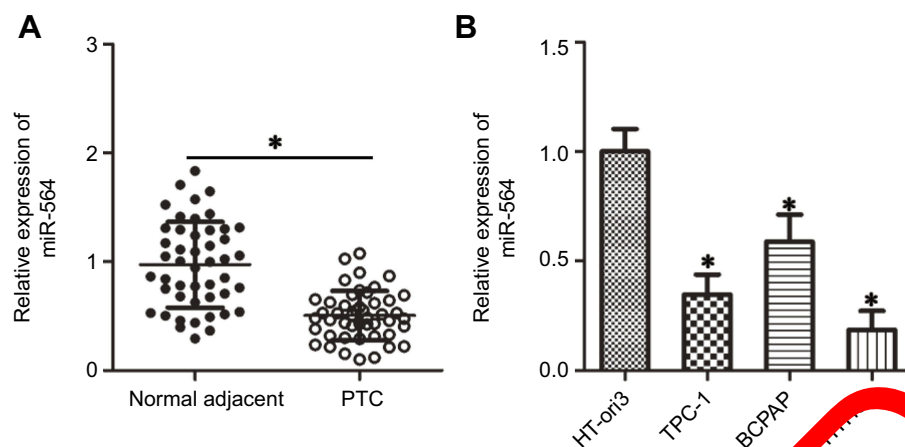 A
Relative expression of
miR-564
3
2
1
0
*
Normal adjacent
PTC
B
Relative expression of
miR-564
1.5
1.0
0.5
0.0
*
*
*
HT-ori3
TPC-1
BCPAP